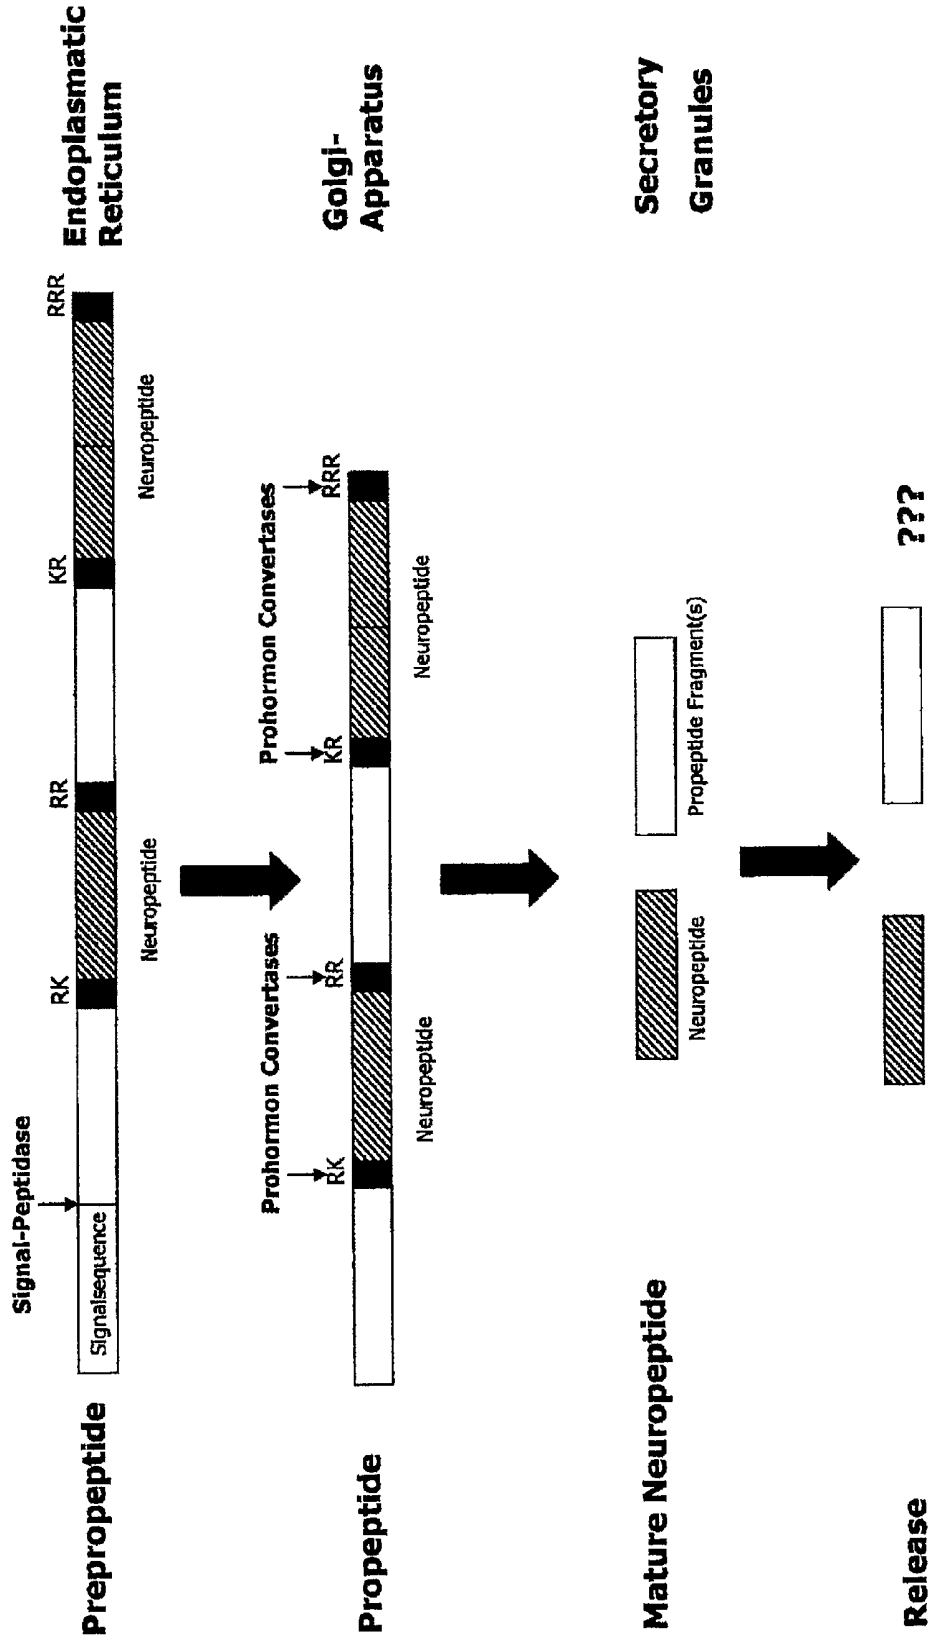 Signal-Peptidase
Prepropeptide
Signalsequence
RK
RR
KR
RRR
Neuropeptide
Neuropeptide
Endoplasmatic
Reticulum
Prohormon Convertases
Prohormon Convertases
Propeptide
RK
RR
KR
RRR
Neuropeptide
Neuropeptide
Golgi-
Apparatus
Mature Neuropeptide
Neuropeptide
Propeptide Fragment(s)
Secretory
Granules
Release
???